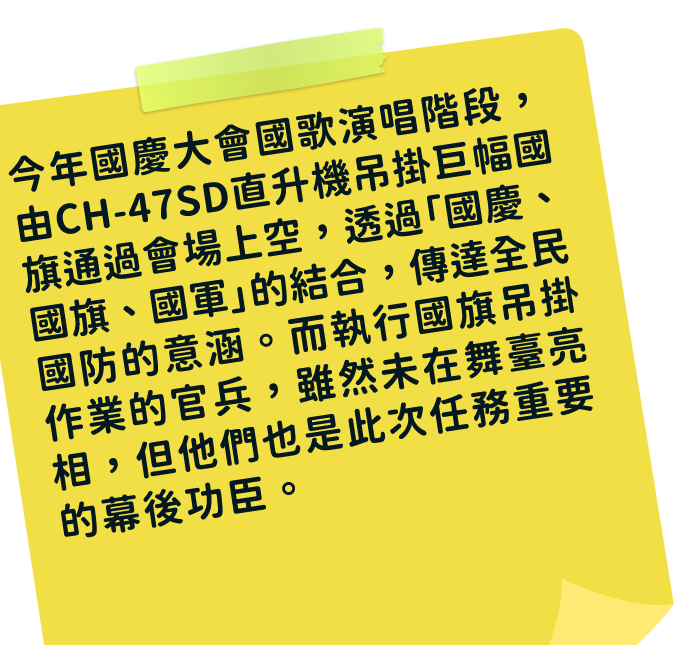 今年國慶大會國歌演唱階段，
由CH-47SD直升機吊掛巨幅國
旗通過會場上空，透過「國慶、
國旗、國軍」的結合，傳達全民
國防的意涵。而執行國旗吊掛
作業的官兵，雖然未在舞臺亮
相，但他們也是此次任務重要
的幕後功臣。